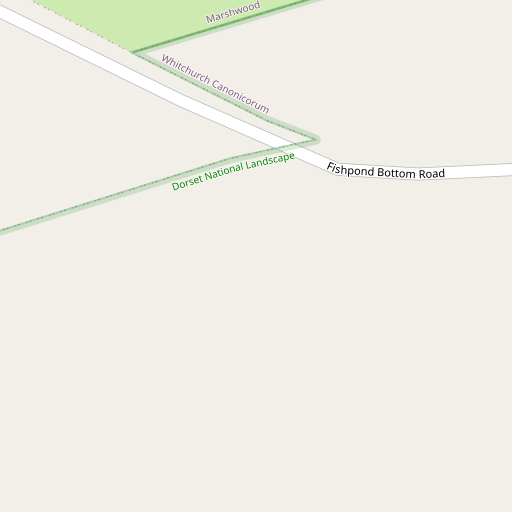 Marshwood
Whitchurch Canonicorum
Dorset National Landscape
Fishpond Bottom Road